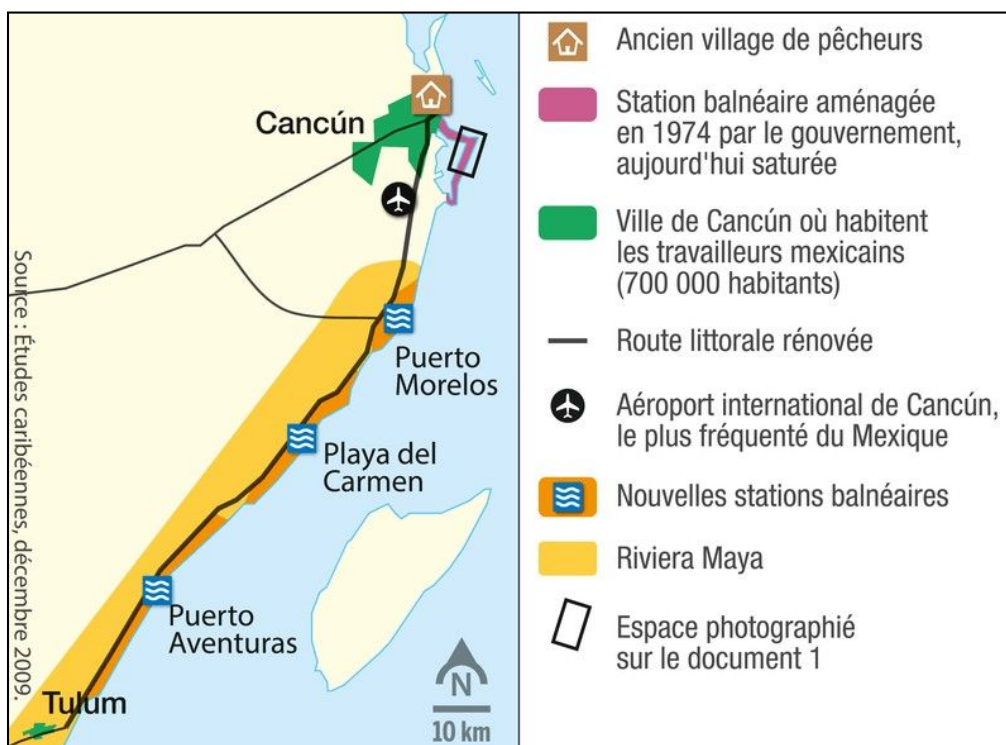 Cancún
Puerto
Morelos
Playa del
Carmen
Puerto
Aventuras
Tulum
N
10 km
Source : Études caribéennes, décembre 2009.
Ancien village de pêcheurs
Station balnéaire aménagée
en 1974 par le gouvernement,
aujourd'hui saturée
Ville de Cancún où habitent
les travailleurs mexicains
(700 000 habitants)
Route littorale rénovée
Aéroport international de Cancún,
le plus fréquenté du Mexique
Nouvelles stations balnéaires
Riviera Maya
Espace photographié
sur le document 1